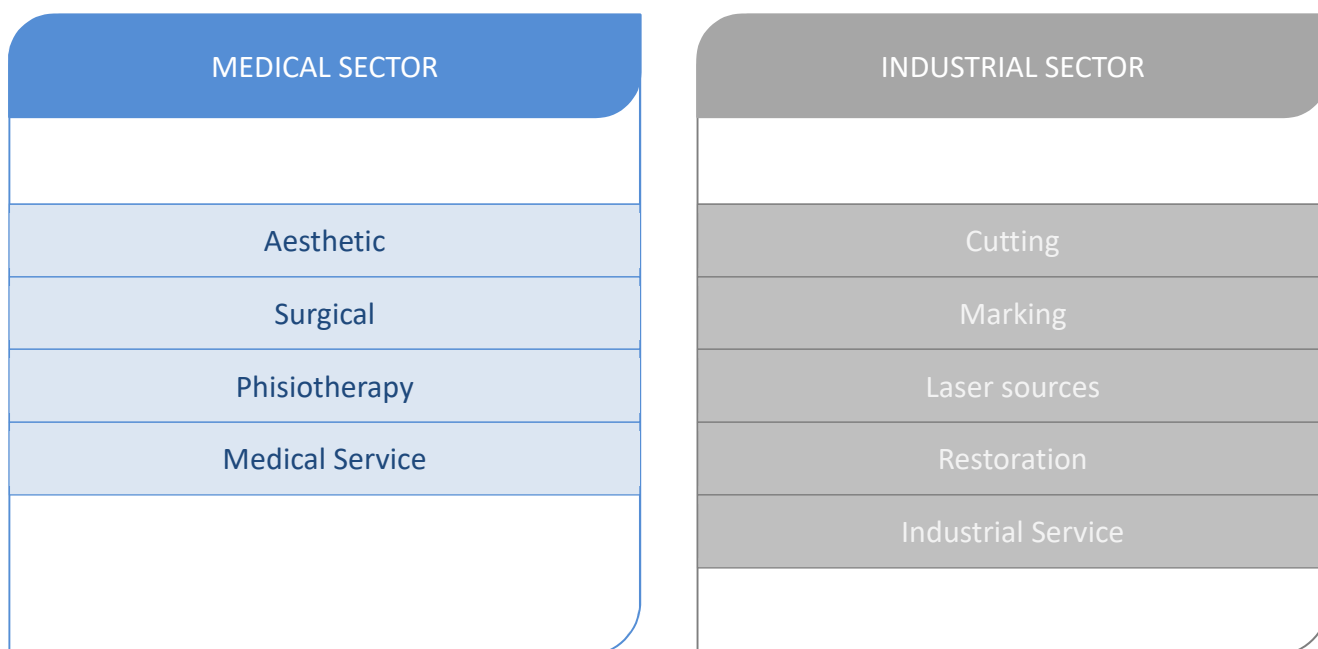 MEDICAL SECTOR
Aesthetic
Surgical
Phisiotherapy
Medical Service
INDUSTRIAL SECTOR
Cutting
Marking
Laser sources
Restoration
Industrial Service